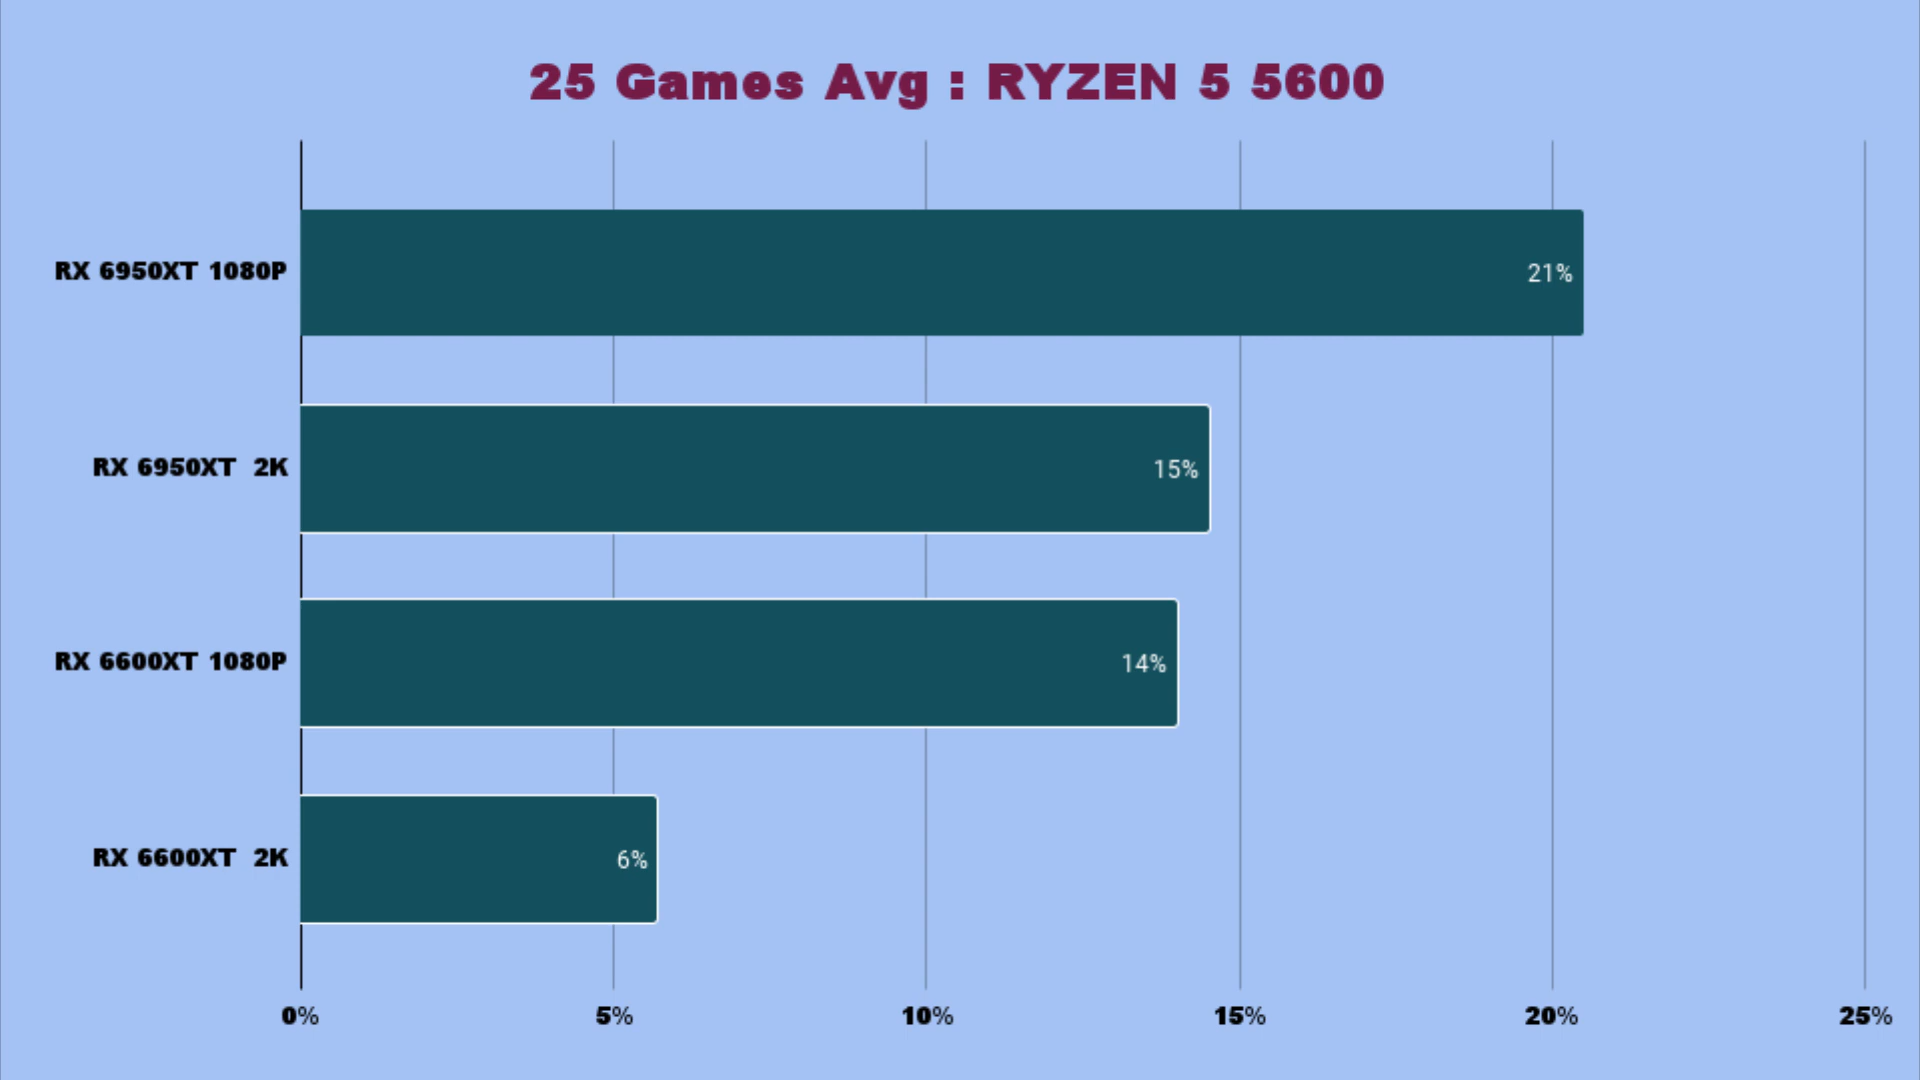 25 Games Avg : RYZEN 5 5600
RX 6950XT 1080P
21%
RX 6950XT 2K
15%
RX 6600XT 1080P
14%
RX 6600XT 2K
6%
0% 5% 10% 15% 20% 25%